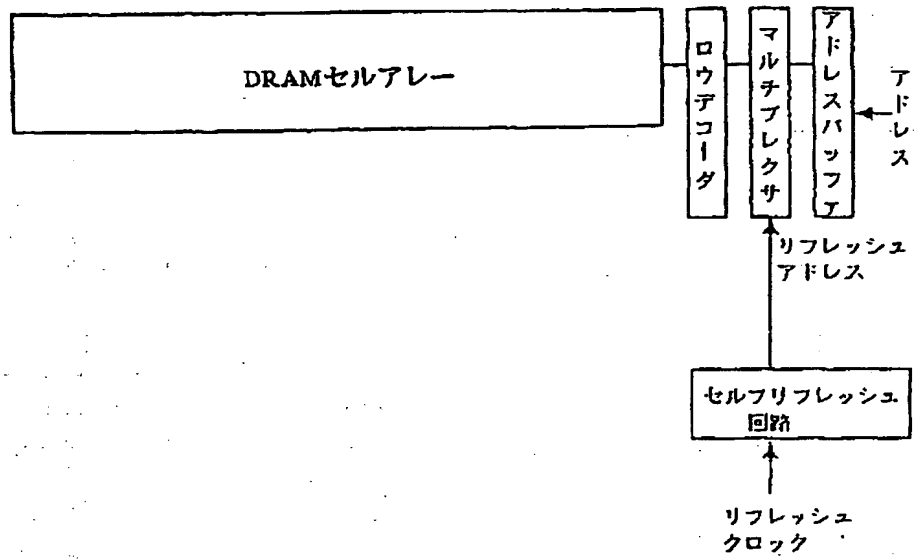 DRAMセルアレー
ロウデコーダ
マルチプレクサ
アドレスバッファ
アドレス
リフレッシュ
アドレス
セルフリフレッシュ
回路
リフレッシュ
クロック